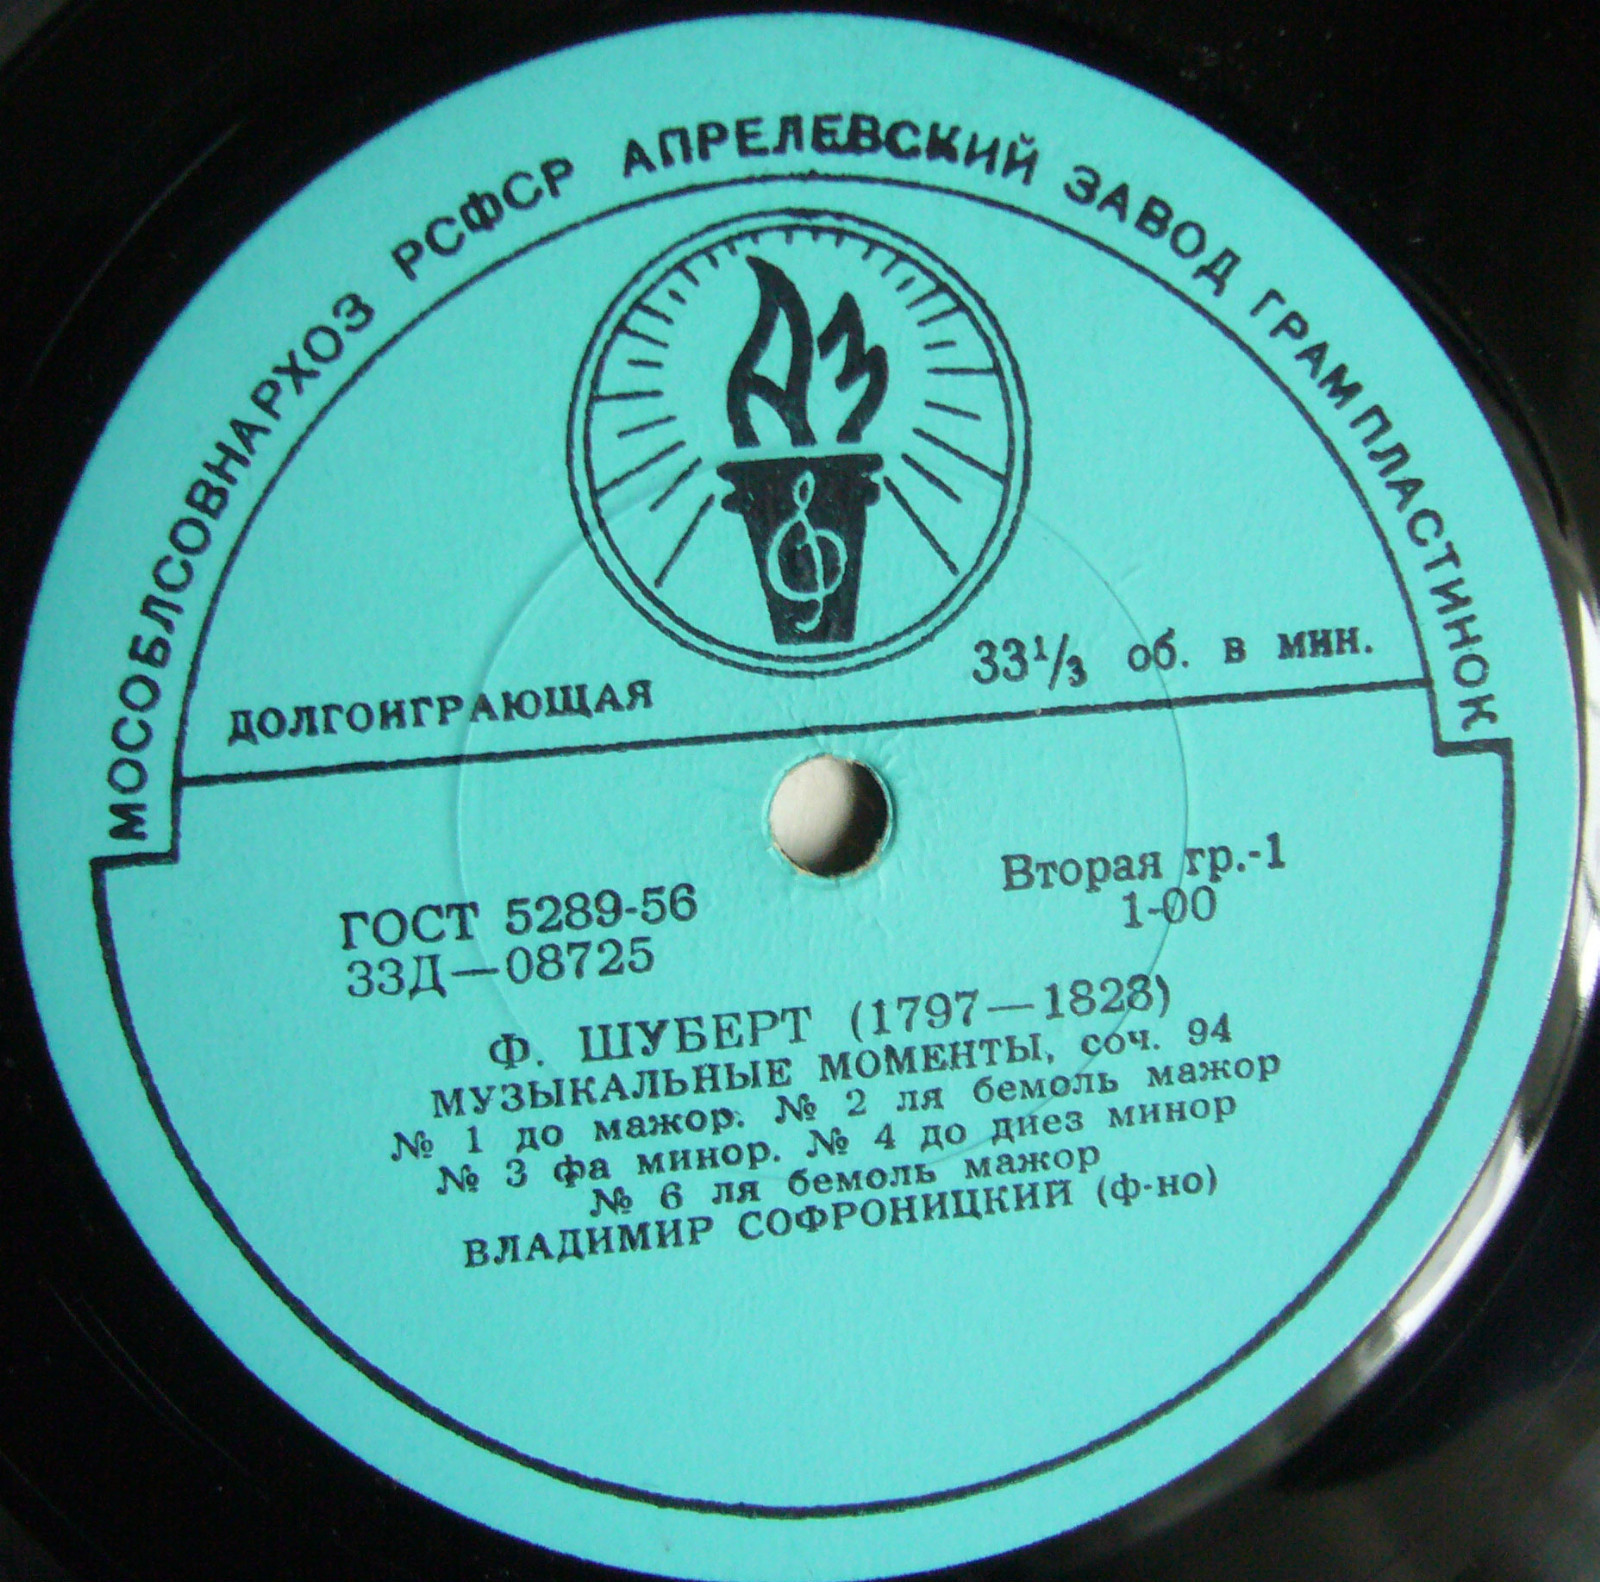 МОСОБЛСОВНАРХОЗ РСФСР АПРЕЛЕВСКИЙ ЗАВОД ГРАМПЛАСТИНОК
АЗ
ДОЛГОИГРАЮЩАЯ
33⅓ об. в мин.
ГОСТ 5289-56
33Д—08725
Вторая гр.-1
1-00
Ф. ШУБЕРТ (1797—1828)
МУЗЫКАЛЬНЫЕ МОМЕНТЫ, соч. 94
№ 1 до мажор. № 2 ля бемоль мажор
№ 3 фа минор. № 4 до диез минор
№ 6 ля бемоль мажор
ВЛАДИМИР СОФРОНИЦКИЙ (ф-но)